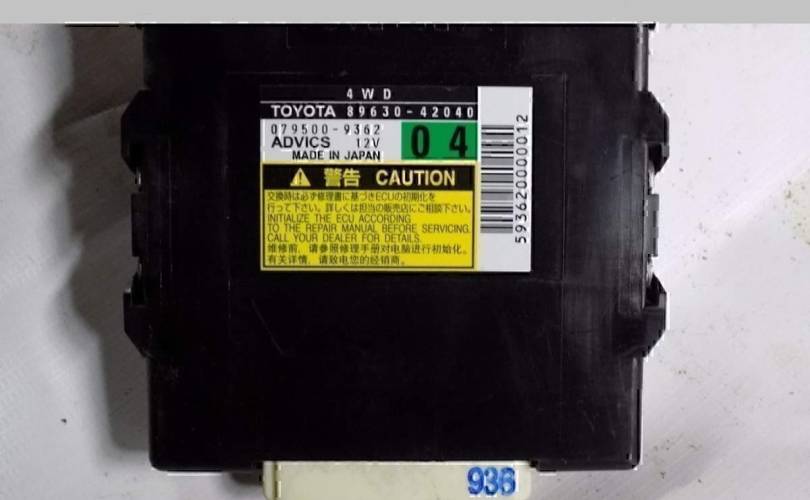 4WD
TOYOTA 89630-42040
079500-9362
ADVICS 12V
MADE IN JAPAN
04
警告 CAUTION
交換時は必ず修理書に基づきECUの初期化を
行って下さい。詳しくは担当の販売店にご相談下さい。
INITIALIZE THE ECU ACCORDING
TO THE REPAIR MANUAL BEFORE SERVICING.
CALL YOUR DEALER FOR DETAILS.
维修前，请参照修理手册对电脑进行初始化。
有关详情，请致电您的经销商。
593620000012
936